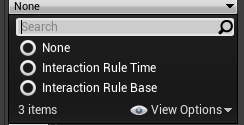 None
Search
None
Interaction Rule Time
Interaction Rule Base
3 items
View Options